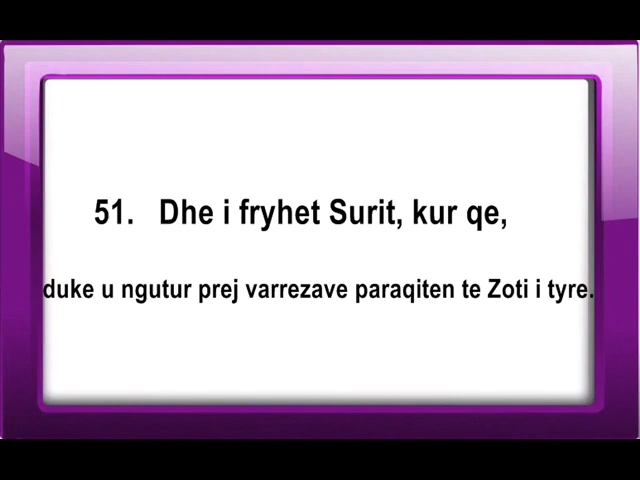 51. Dhe i fryhet Surit, kur qe,
duke u ngutur prej varrezave paraqiten te Zoti i tyre.